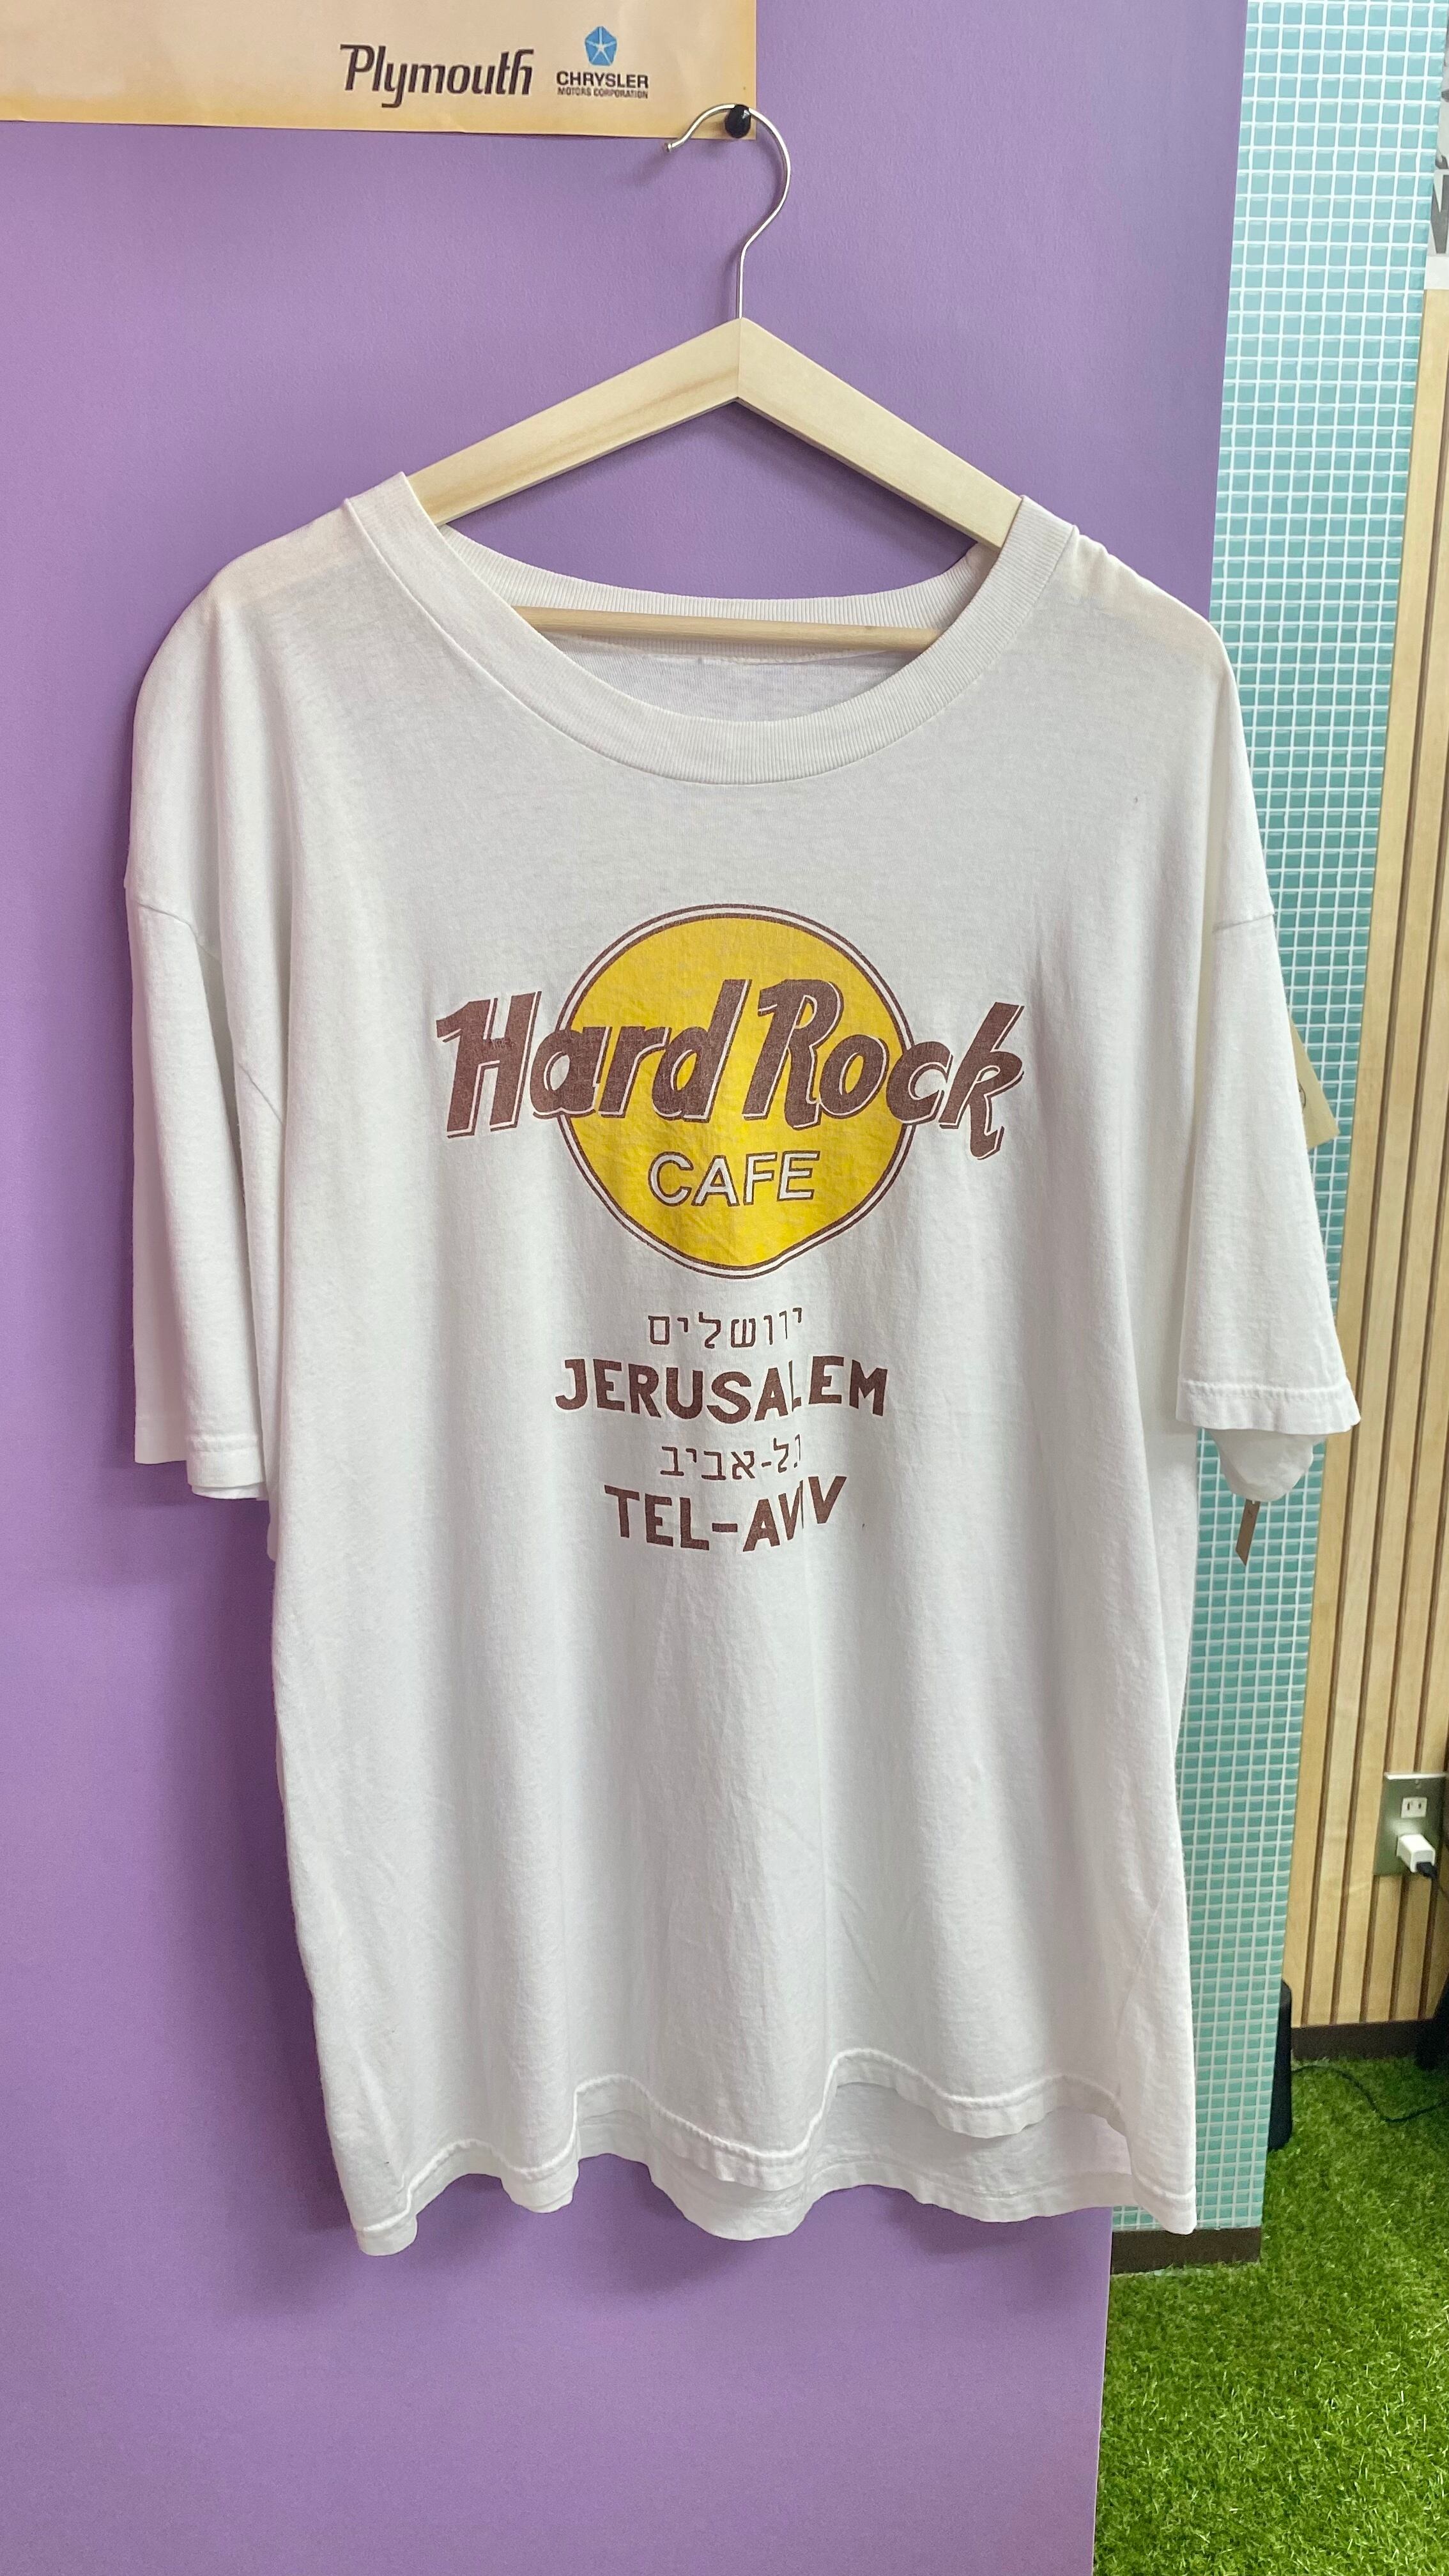 Plymouth
CHRYSLER
MOTORS CORPORATION
Hard Rock
CAFE
ירושלים
JERUSALEM
תל-אביב
TEL-AVIV